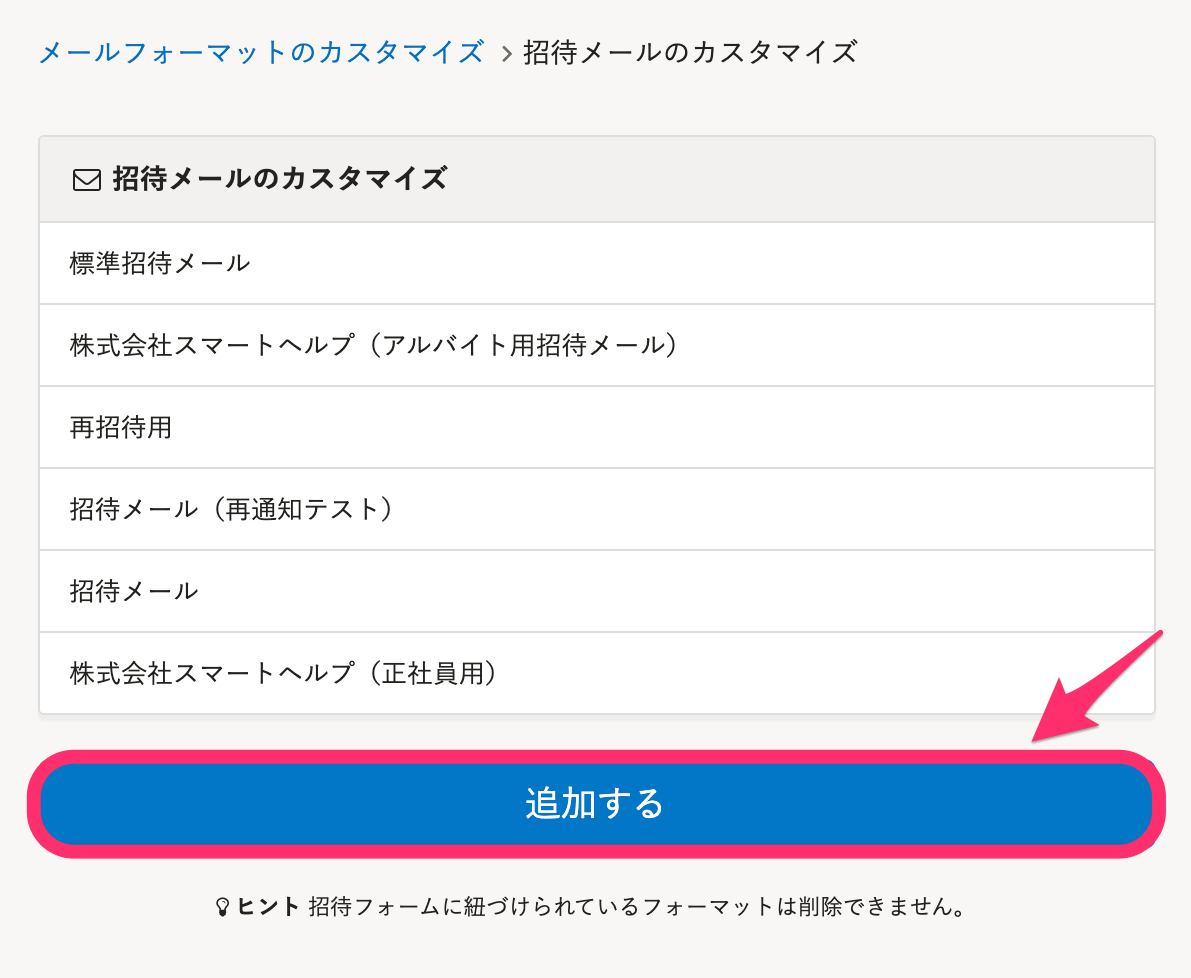 メールフォーマットのカスタマイズ > 招待メールのカスタマイズ
招待メールのカスタマイズ
標準招待メール
株式会社スマートヘルプ（アルバイト用招待メール）
再招待用
招待メール（再通知テスト）
招待メール
株式会社スマートヘルプ（正社員用）
追加する
ヒント 招待フォームに紐づけられているフォーマットは削除できません。